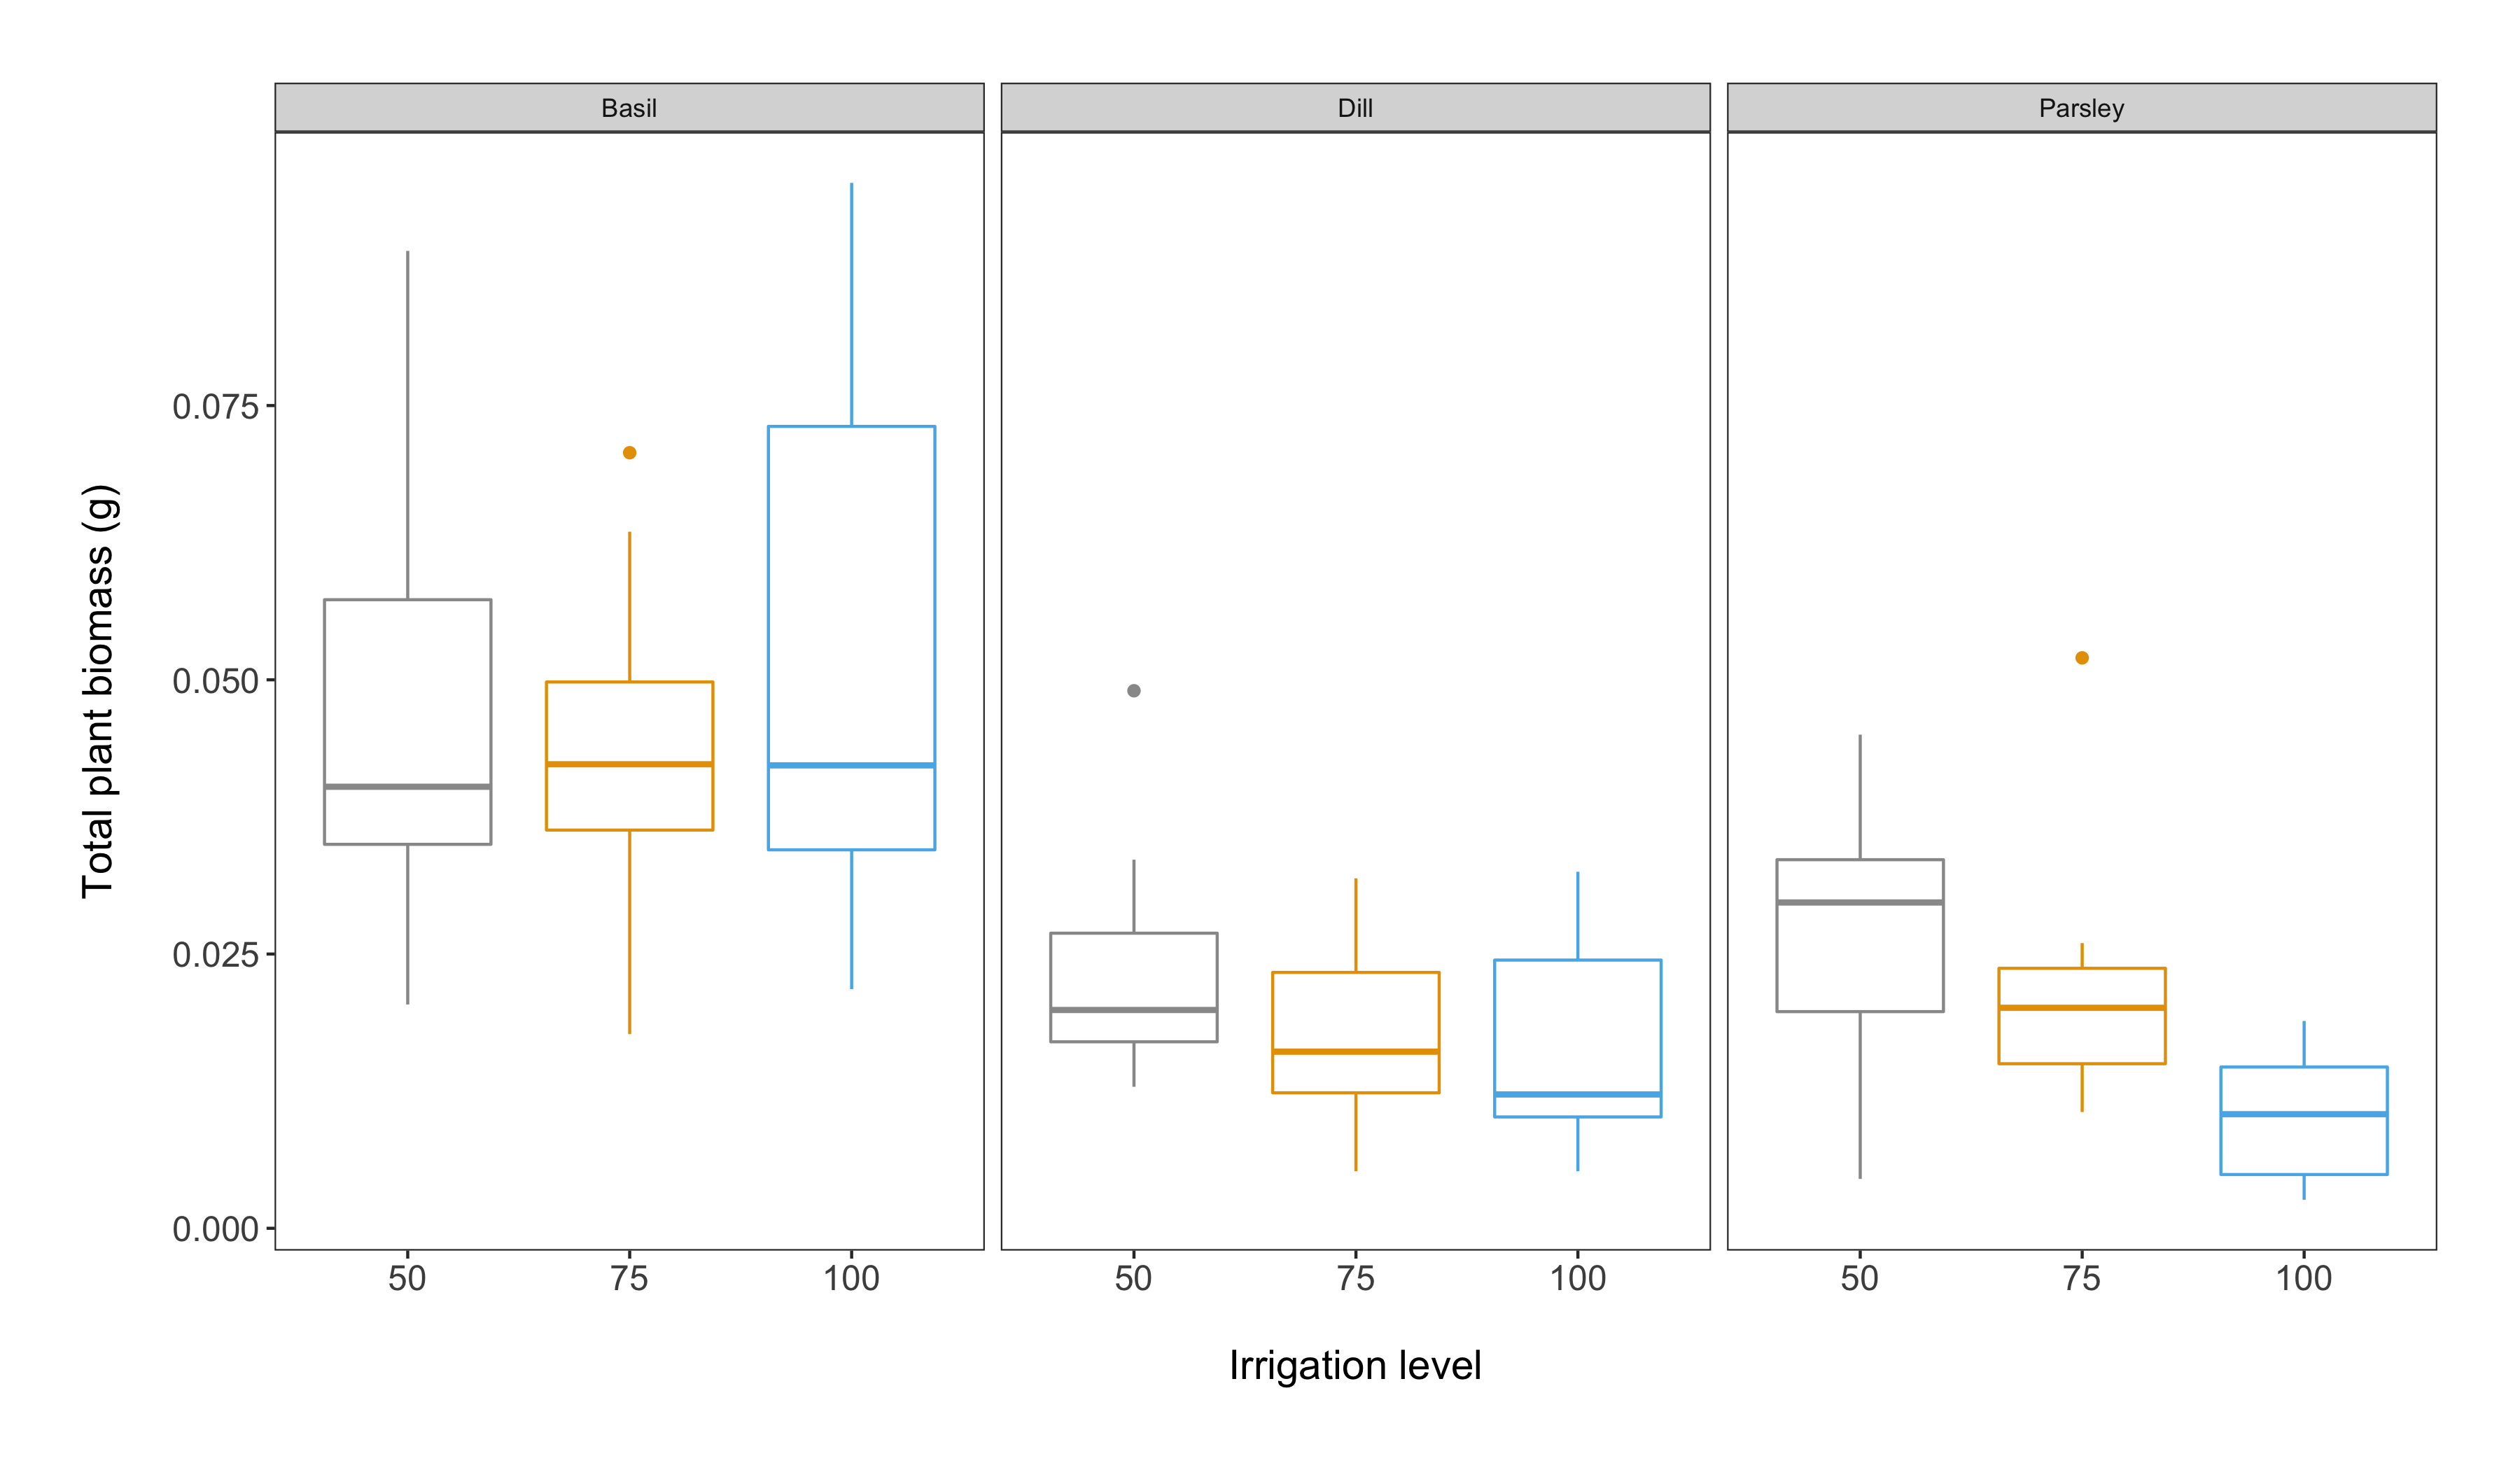 Basil Dill Parsley
Total plant biomass (g)
0.075
0.050
0.025
0.000
50 75 100 50 75 100 50 75 100
Irrigation level